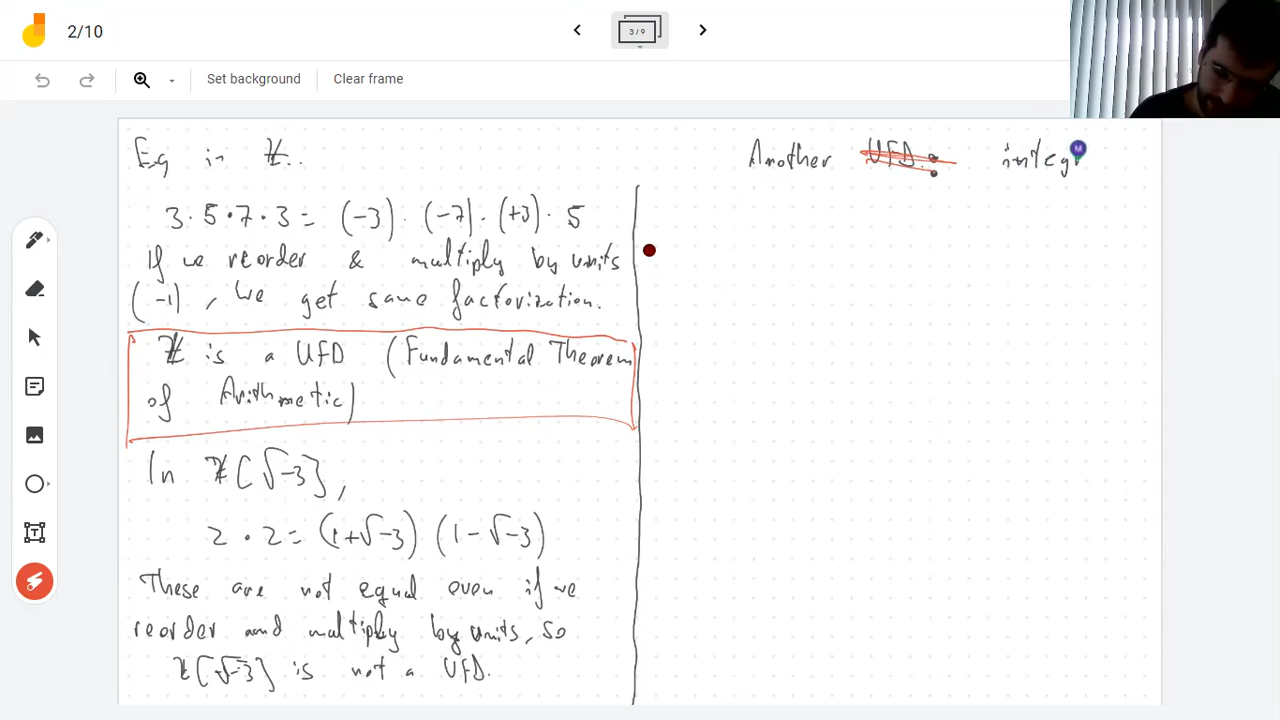 2/10
3/9
Set background
Clear frame
Eg in ℤ..
3·5·7·3 = (-3)·(-7)·(+3)·5
If we reorder & multiply by units
(-1), we get same factorization.
ℤ is a UFD (Fundamental Theorem
of Arithmetic)
In ℤ[√-3],
2·2 = (1+√-3) (1-√-3)
These are not equal even if we
reorder and multiply by units, so
ℤ[√-3] is not a UFD.
Another UFD: integr
M